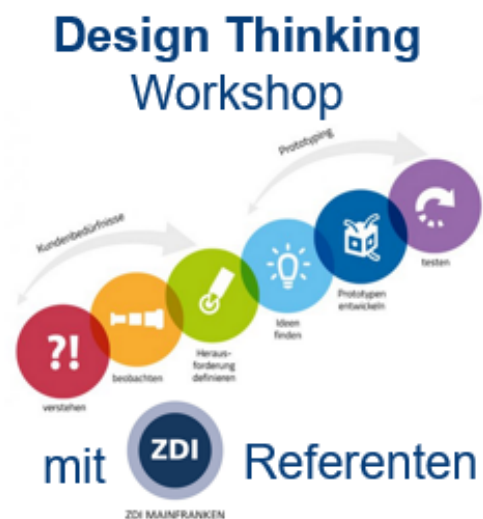 Design Thinking
Workshop
Prototyping
Kundenbedürfnisse
?!
verstehen
beobachten
Heraus-
forderung
definieren
Ideen
finden
Prototypen
entwickeln
testen
mit ZDI Referenten
ZDI MAINFRANKEN